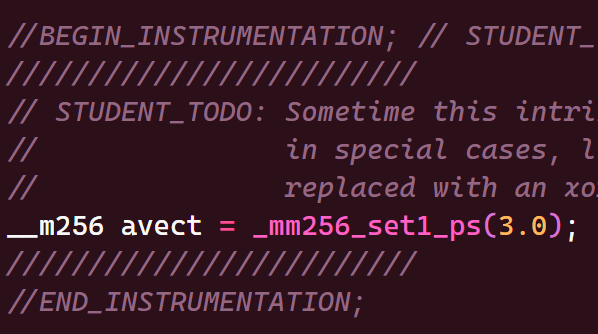 //BEGIN_INSTRUMENTATION; // STUDENT_
/////////////////////////
// STUDENT_TODO: Sometime this intri
// in special cases, l
// replaced with an xo
__m256 avect = _mm256_set1_ps(3.0);
/////////////////////////
//END_INSTRUMENTATION;